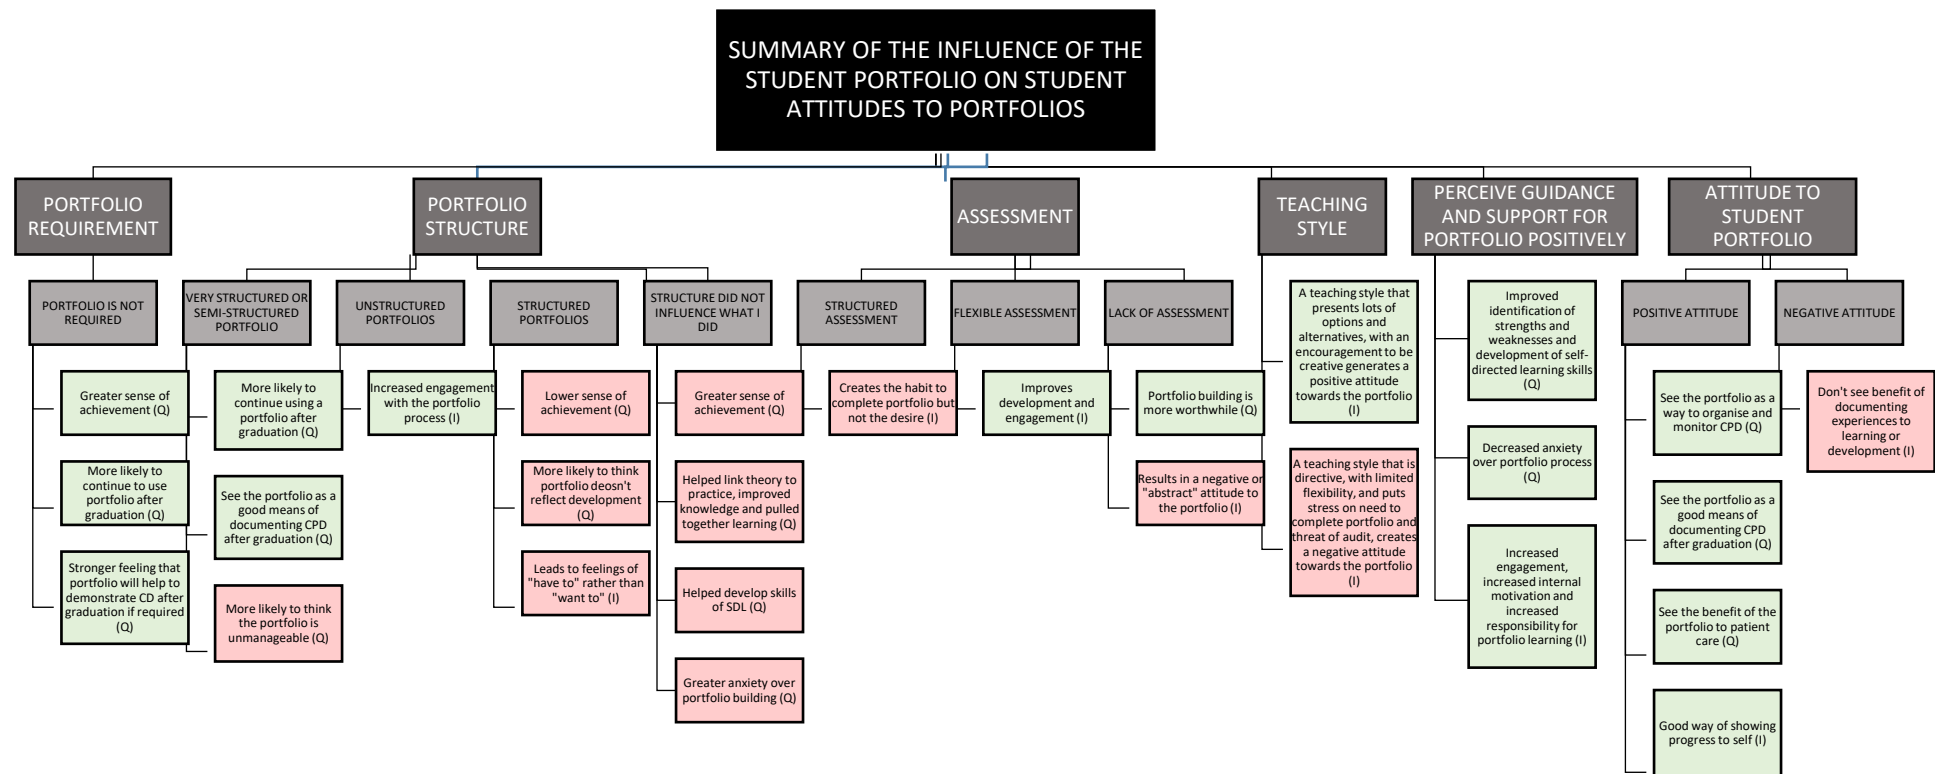 SUMMARY OF THE INFLUENCE OF THE
STUDENT PORTFOLIO ON STUDENT
ATTITUDES TO PORTFOLIOS
PORTFOLIO
REQUIREMENT
PORTFOLIO IS NOT
REQUIRED
Greater sense of
achievement (Q)
More likely to
continue to use
portfolio after
graduation (Q)
Stronger feeling that
portfolio will help to
demonstrate CD after
graduation if required
(Q)
PORTFOLIO
STRUCTURE
VERY STRUCTURED OR
SEMI-STRUCTURED
PORTFOLIO
More likely to
continue using a
portfolio after
graduation (Q)
See the portfolio as a
good means of
documenting CPD
after graduation (Q)
More likely to think
the portfolio is
unmanageable (Q)
UNSTRUCTURED
PORTFOLIOS
Increased engagement
with the portfolio
process (I)
STRUCTURED
PORTFOLIOS
Lower sense of
achievement (Q)
More likely to think
portfolio deosn't
reflect development
(Q)
Leads to feelings of
"have to" rather than
"want to" (I)
STRUCTURE DID NOT
INFLUENCE WHAT I
DID
Greater sense of
achievement (Q)
Helped link theory to
practice, improved
knowledge and pulled
together learning (Q)
Helped develop skills
of SDL (Q)
Greater anxiety over
portfolio building (Q)
ASSESSMENT
STRUCTURED
ASSESSMENT
Creates the habit to
complete portfolio but
not the desire (I)
FLEXIBLE ASSESSMENT
Improves
development and
engagement (I)
LACK OF ASSESSMENT
Portfolio building is
more worthwhile (Q)
Results in a negative or
"abstract" attitude to
the portfolio (I)
TEACHING
STYLE
A teaching style that
presents lots of
options and
alternatives, with an
encouragement to be
creative generates a
positive attitude
towards the portfolio
(I)
A teaching style that is
directive, with limited
flexibility, and puts
stress on need to
complete portfolio and
threat of audit, creates
a negative attitude
towards the portfolio
(I)
PERCEIVE GUIDANCE
AND SUPPORT FOR
PORTFOLIO POSITIVELY
Improved
identification of
strengths and
weaknesses and
development of self-
directed learning skills
(Q)
Decreased anxiety
over portfolio process
(Q)
Increased
engagement,
increased internal
motivation and
increased
responsibility for
portfolio learning (I)
ATTITUDE TO
STUDENT
PORTFOLIO
POSITIVE ATTITUDE
See the portfolio as a
way to organise and
monitor CPD (Q)
See the portfolio as a
good means of
documenting CPD
after graduation (Q)
See the benefit of the
portfolio to patient
care (Q)
Good way of showing
progress to self (I)
NEGATIVE ATTITUDE
Don't see benefit of
documenting
experiences to
learning or
development (I)